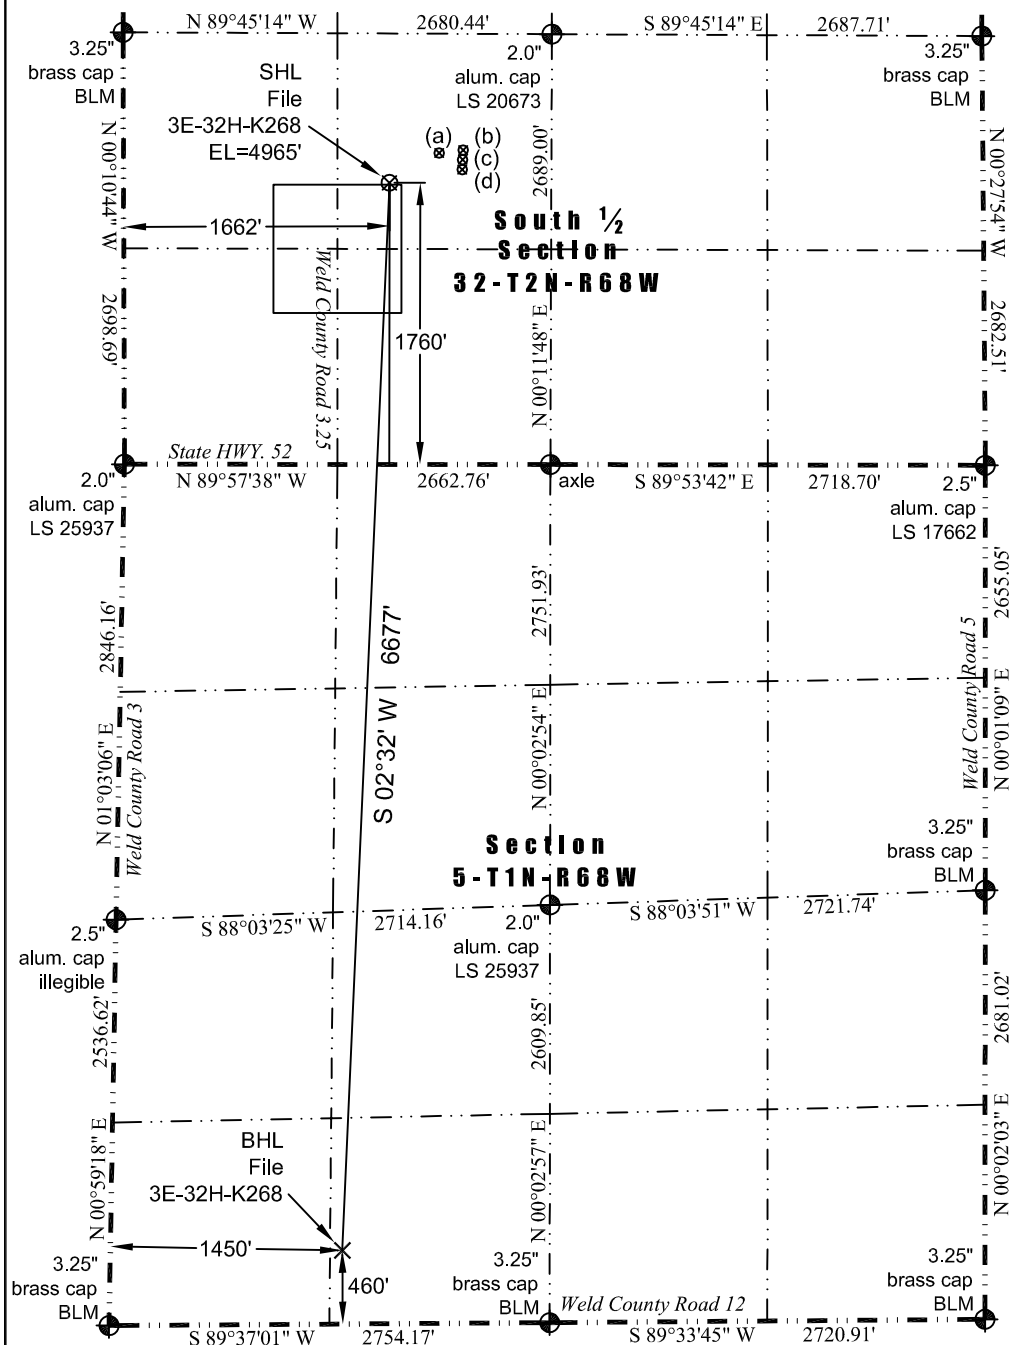 N 89°45'14" W 2680.44' S 89°45'14" E 2687.71'
3.25"
brass cap
BLM
2.0"
alum. cap
LS 20673
3.25"
brass cap
BLM
SHL
File
3E-32H-K268
EL=4965'
(a)
(b)
(c)
(d)
N 00°10'44" W
2698.69'
2689.00'
N 00°11'48" E
N 00°27'54" W
2682.51'
1662'
South ½
Section
32-T2N-R68W
Weld County Road 3.25
1760'
State HWY. 52
N 89°57'38" W 2662.76' S 89°53'42" E 2718.70'
2.0"
alum. cap
LS 25937
axle
2.5"
alum. cap
LS 17662
2846.16'
N 01°03'06" E
Weld County Road 3
6677'
S 02°32' W
2751.93'
N 00°02'54" E
2655.05'
Weld County Road 5
N 00°01'09" E
Section
5-T1N-R68W
3.25"
brass cap
BLM
S 88°03'25" W 2714.16' S 88°03'51" W 2721.74'
2.5"
alum. cap
illegible
2.0"
alum. cap
LS 25937
2536.62'
N 00°59'18" E
2609.85'
N 00°02'57" E
2681.02'
N 00°02'03" E
BHL
File
3E-32H-K268
1450'
460'
3.25"
brass cap
BLM
3.25"
brass cap
BLM
3.25"
brass cap
BLM
Weld County Road 12
S 89°37'01" W 2754.17' S 89°33'45" W 2720.91'